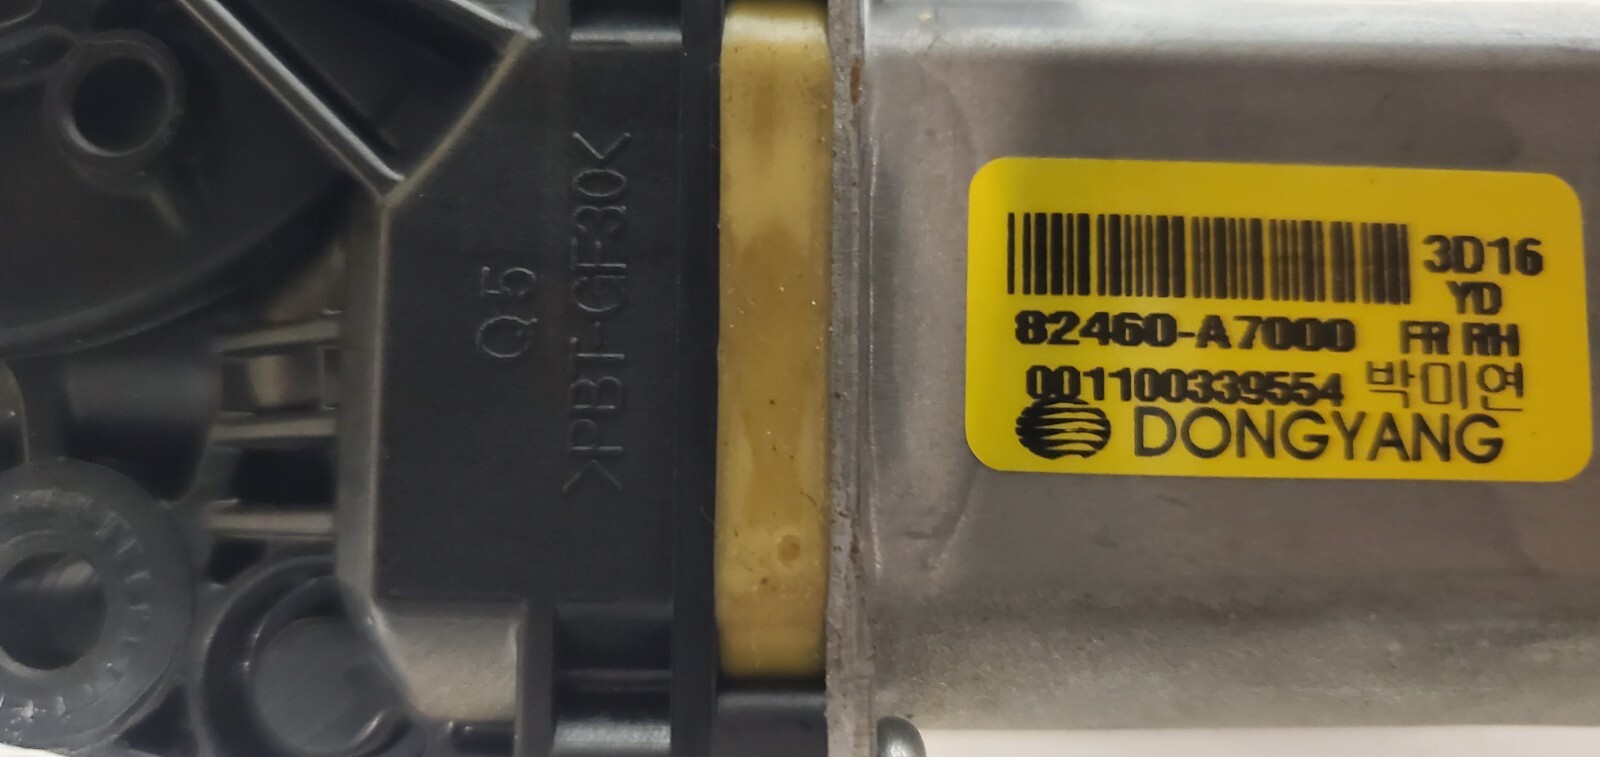 Q5
>PBT-GF30<
3D16
YD
82460-A7000 FR RH
001100339554 박미연
DONGYANG